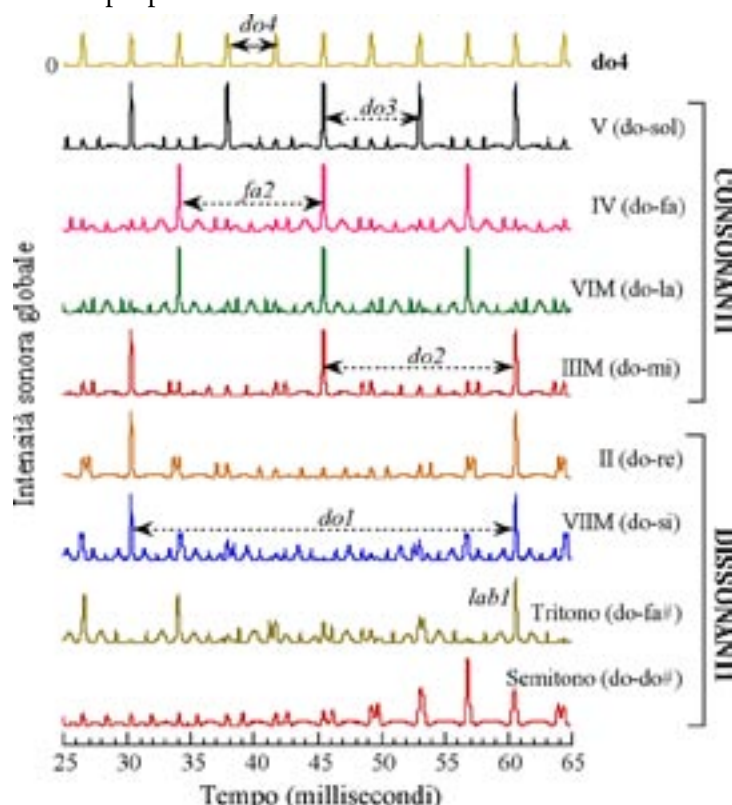 do4
0
do4
V (do-sol)
do3
IV (do-fa)
fa2
VIM (do-la)
IIIM (do-mi)
do2
CONSONANTI
II (do-re)
VIIM (do-si)
do1
lab1
Tritono (do-fa#)
Semitono (do-do#)
DISSONANTI
Intensità sonora globale
25 30 35 40 45 50 55 60 65
Tempo (millisecondi)